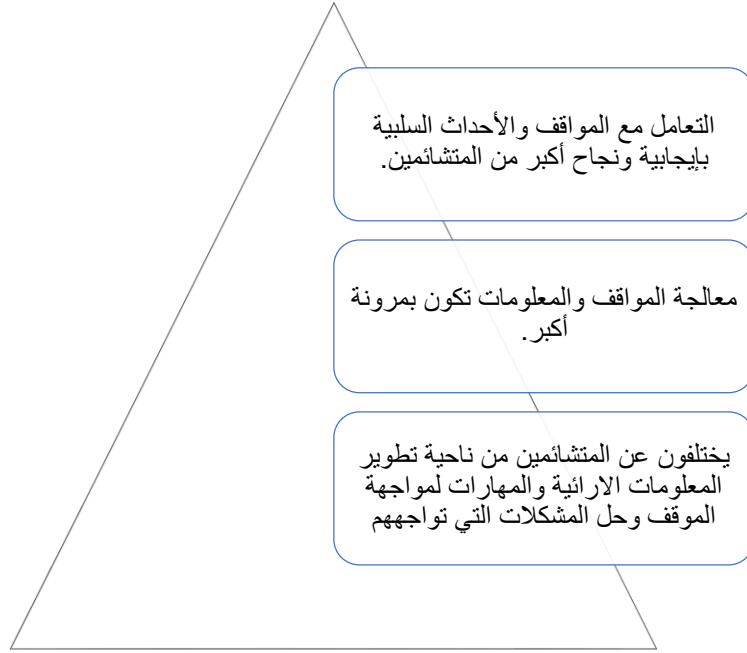 التعامل مع المواقف والأحداث السلبية
بإيجابية ونجاح أكبر من المتشائمين.
معالجة المواقف والمعلومات تكون بمرونة
أكبر.
يختلفون عن المتشائمين من ناحية تطوير
المعلومات الارائية والمهارات لمواجهة
الموقف وحل المشكلات التي تواجههم